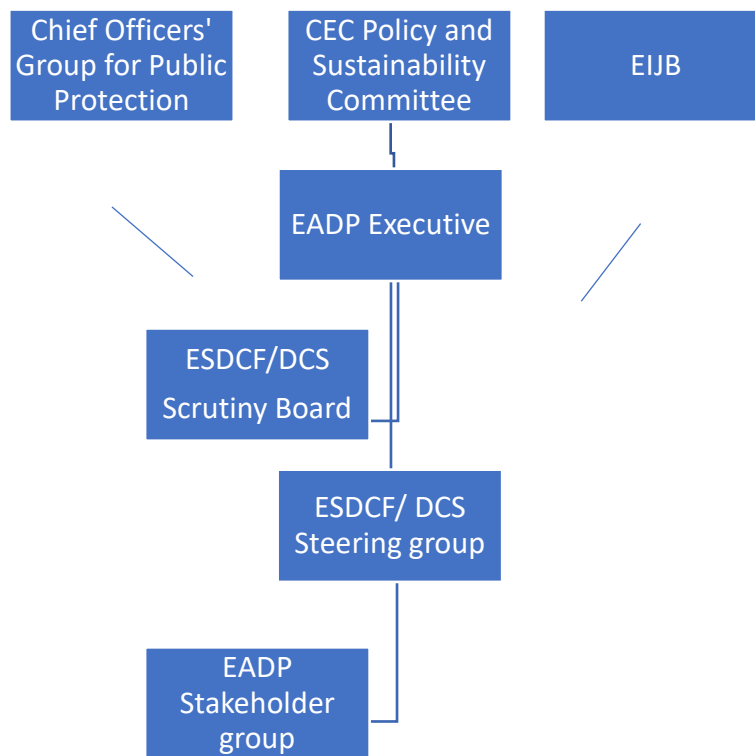 Chief Officers'
Group for Public
Protection
CEC Policy and
Sustainability
Committee
EIJB
EADP Executive
ESDCF/DCS
Scrutiny Board
ESDCF/ DCS
Steering group
EADP
Stakeholder
group